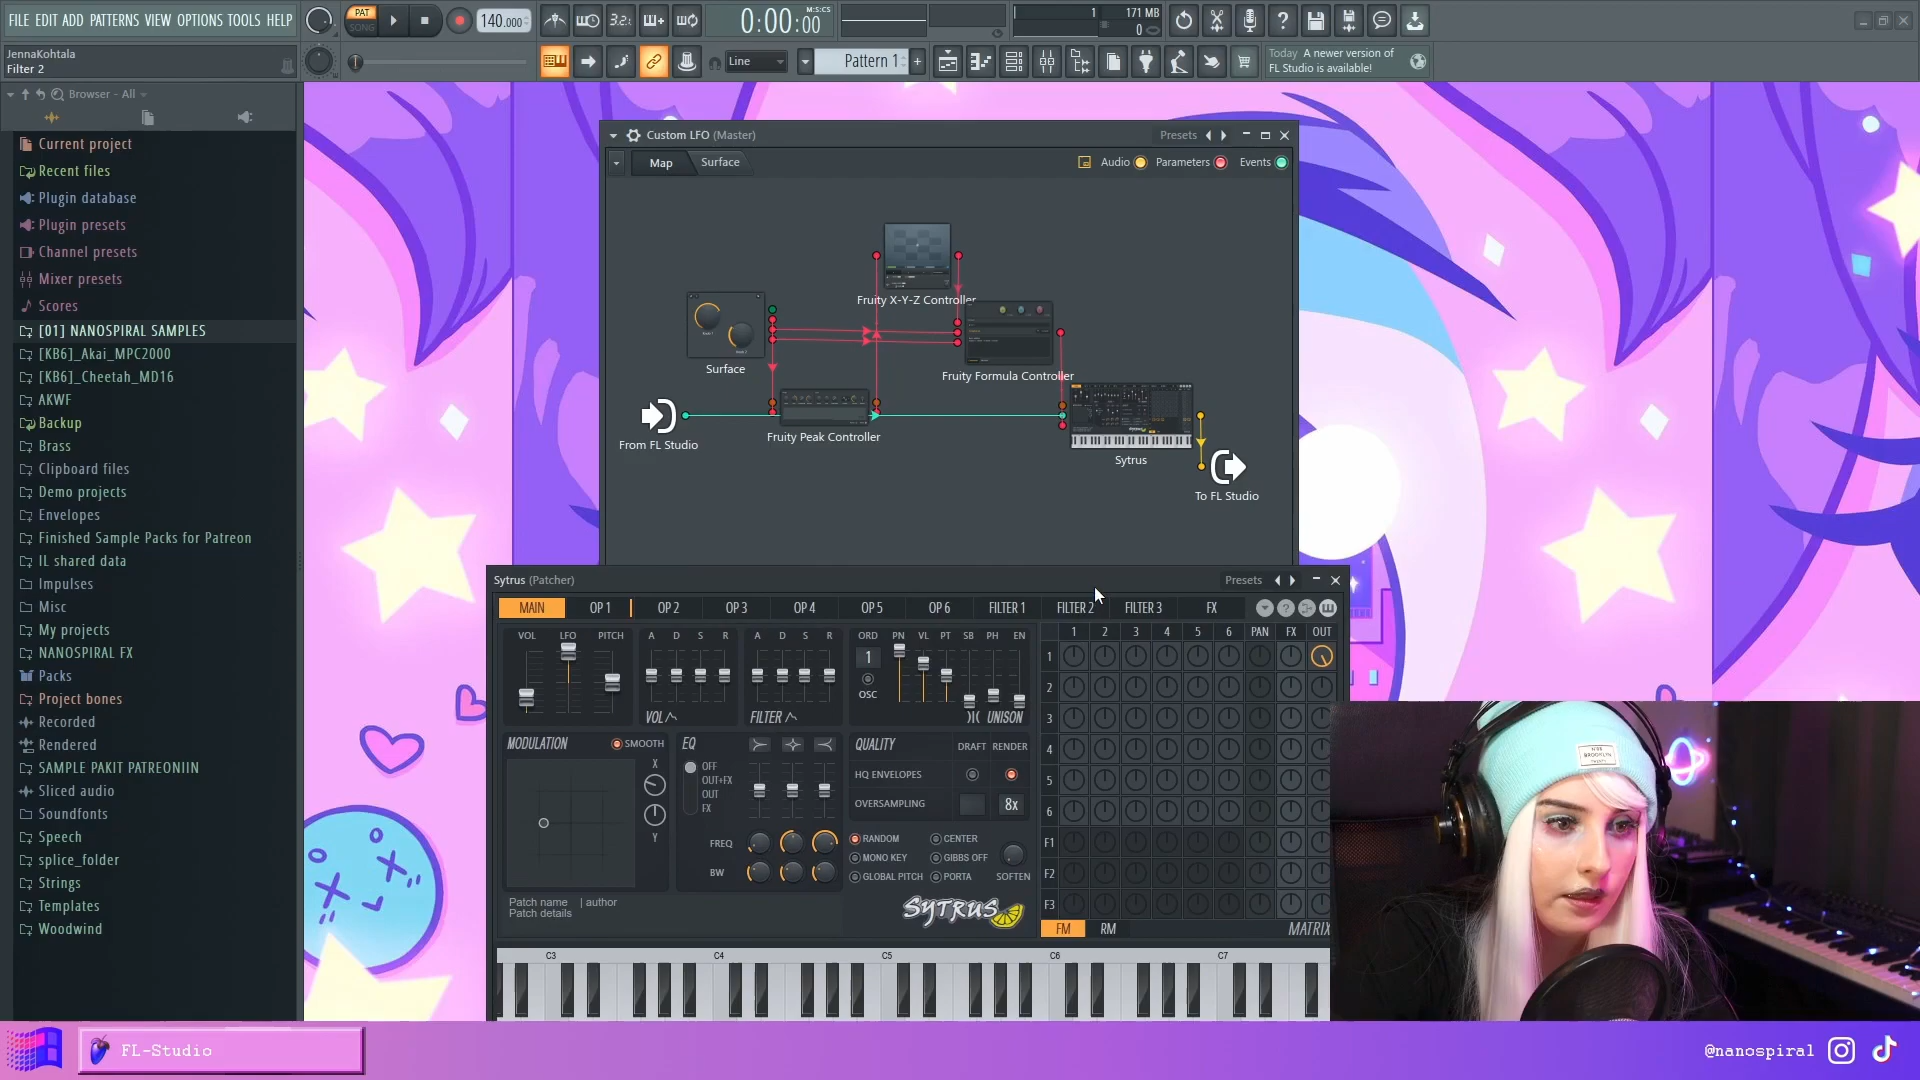 FILE EDIT ADD PATTERNS VIEW OPTIONS TOOLS HELP
PAT
SONG
140.000
3.2.
0:00:00
M:S:CS
1
171 MB
0
JennaKohtala
Filter 2
Line
Pattern 1
Today A newer version of
FL Studio is available!
Browser - All
Current project
Recent files
Plugin database
Plugin presets
Channel presets
Mixer presets
Scores
[01] NANOSPIRAL SAMPLES
[KB6]_Akai_MPC2000
[KB6]_Cheetah_MD16
AKWF
Backup
Brass
Clipboard files
Demo projects
Envelopes
Finished Sample Packs for Patreon
IL shared data
Impulses
Misc
My projects
NANOSPIRAL FX
Packs
Project bones
Recorded
Rendered
SAMPLE PAKIT PATREONIIN
Sliced audio
Soundfonts
Speech
splice_folder
Strings
Templates
Woodwind
Custom LFO (Master)
Presets
Map
Surface
Audio
Parameters
Events
Fruity X-Y-Z Controller
Surface
Fruity Formula Controller
From FL Studio
Fruity Peak Controller
Sytrus
To FL Studio
Sytrus (Patcher)
Presets
MAIN
OP 1
OP 2
OP 3
OP 4
OP 5
OP 6
FILTER 1
FILTER 2
FILTER 3
FX
VOL LFO PITCH
A D S R
A D S R
ORD PN VL PT SB PH EN
1
OSC
VOL
FILTER
UNISON
1 2 3 4 5 6 PAN FX OUT
1
2
3
4
5
6
F1
F2
F3
MODULATION
SMOOTH
X
Y
EQ
OFF
OUT+FX
OUT
FX
FREQ
BW
QUALITY
DRAFT RENDER
HQ ENVELOPES
OVERSAMPLING
8x
RANDOM
CENTER
MONO KEY
GIBBS OFF
GLOBAL PITCH
PORTA
SOFTEN
Patch name | author
Patch details
SYTRUS
FM
RM
MATRIX
C3
C4
C5
C6
C7
FL-Studio
@nanospiral